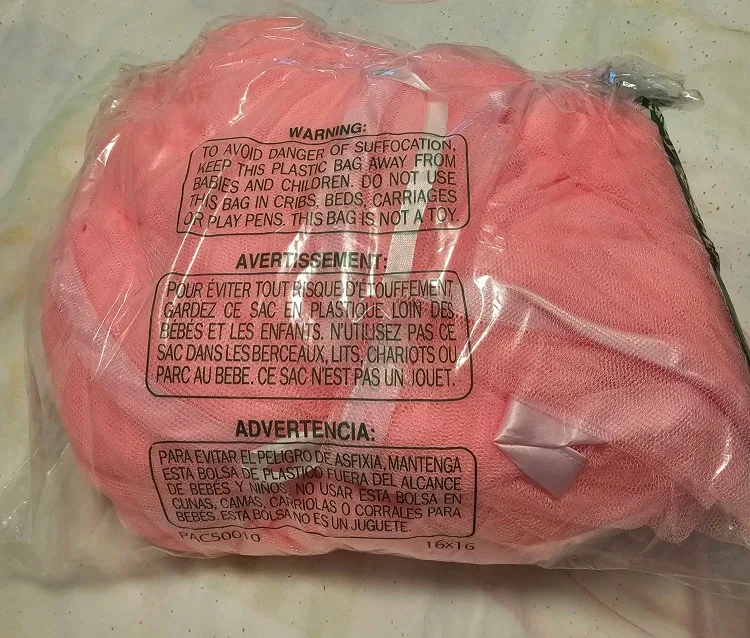 WARNING:
TO AVOID DANGER OF SUFFOCATION,
KEEP THIS PLASTIC BAG AWAY FROM
BABIES AND CHILDREN. DO NOT USE
THIS BAG IN CRIBS, BEDS, CARRIAGES
OR PLAY PENS. THIS BAG IS NOT A TOY.
AVERTISSEMENT:
POUR ÉVITER TOUT RISQUE D'ÉTOUFFEMENT,
GARDEZ CE SAC EN PLASTIQUE LOIN DES
BÉBÉS ET LES ENFANTS. N'UTILISEZ PAS CE
SAC DANS LES BERCEAUX, LITS, CHARIOTS OU
PARC AU BEBE. CE SAC N'EST PAS UN JOUET.
ADVERTENCIA:
PARA EVITAR EL PELIGRO DE ASFIXIA, MANTENGA
ESTA BOLSA DE PLASTICO FUERA DEL ALCANCE
DE BEBÉS Y NIÑOS, NO USAR ESTA BOLSA EN
CUNAS, CAMAS, CARRIOLAS O CORRALES PARA
BEBÉS. ESTA BOLSA NO ES UN JUGUETE.
PAC50010 16×16